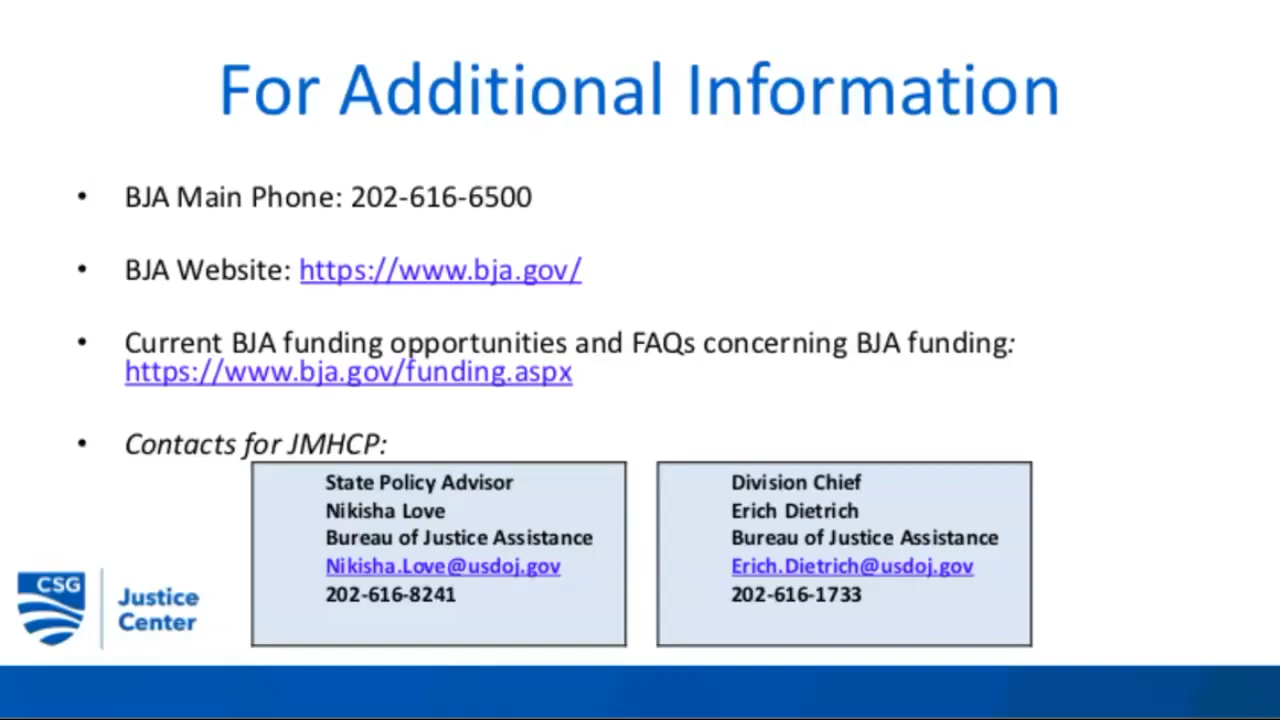 For Additional Information
• BJA Main Phone: 202-616-6500
• BJA Website: https://www.bja.gov/
• Current BJA funding opportunities and FAQs concerning BJA funding:
https://www.bja.gov/funding.aspx
• Contacts for JMHCP:
State Policy Advisor
Nikisha Love
Bureau of Justice Assistance
Nikisha.Love@usdoj.gov
202-616-8241
Division Chief
Erich Dietrich
Bureau of Justice Assistance
Erich.Dietrich@usdoj.gov
202-616-1733
CSG
Justice
Center